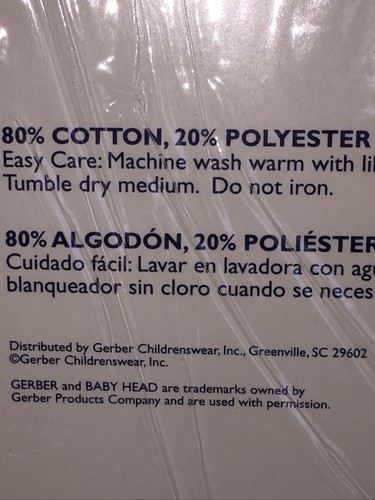 80% COTTON, 20% POLYESTER
Easy Care: Machine wash warm with
Tumble dry medium. Do not iron.
80% ALGODÓN, 20% POLIÉSTER
Cuidado fácil: Lavar en lavadora con
blanqueador sin cloro cuando se
Distributed by Gerber Childrenswear, Inc., Greenville, SC 29602
©Gerber Childrenswear, Inc.
GERBER and BABY HEAD are trademarks owned by
Gerber Products Company and are used with permission.